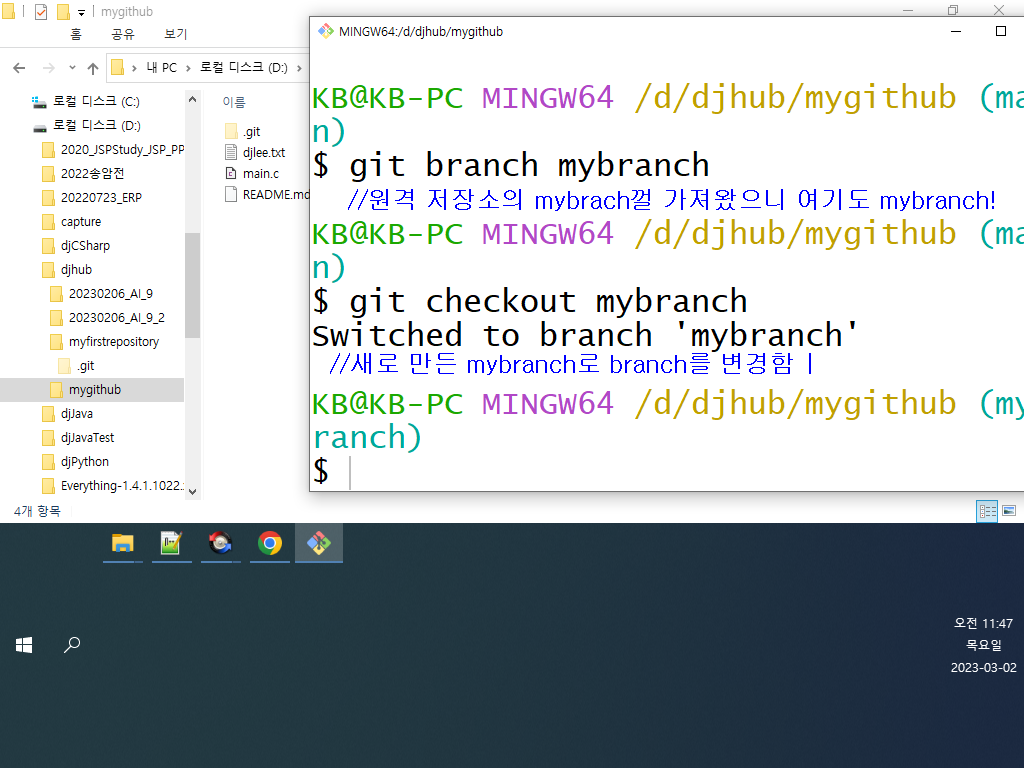 mygithub
홈 공유 보기
내 PC 로컬 디스크 (D:)
로컬 디스크 (C:)
로컬 디스크 (D:)
2020_JSPStudy_JSP_PP
2022송암전
20220723_ERP
capture
djCSharp
djhub
20230206_AI_9
20230206_AI_9_2
myfirstrepository
.git
mygithub
djJava
djJavaTest
djPython
Everything-1.4.1.1022.
4개 항목
이름
.git
djlee.txt
main.c
README.md
MINGW64:/d/djhub/mygithub
KB@KB-PC MINGW64 /d/djhub/mygithub (ma
n)
$ git branch mybranch
//원격 저장소의 mybrach껄 가져왔으니 여기도 mybranch!
KB@KB-PC MINGW64 /d/djhub/mygithub (ma
n)
$ git checkout mybranch
Switched to branch 'mybranch'
//새로 만든 mybranch로 branch를 변경함 |
KB@KB-PC MINGW64 /d/djhub/mygithub (my
ranch)
$
오전 11:47
목요일
2023-03-02